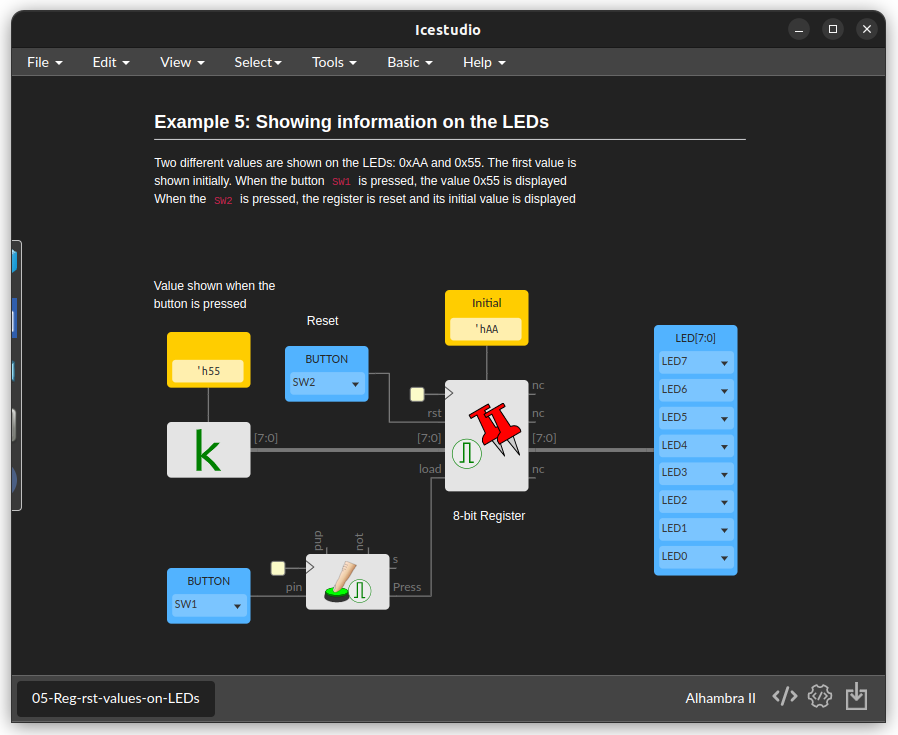 Icestudio
File Edit View Select Tools Basic Help
Example 5: Showing information on the LEDs
Two different values are shown on the LEDs: 0xAA and 0x55. The first value is
shown initially. When the button SW1 is pressed, the value 0x55 is displayed
When the SW2 is pressed, the register is reset and its initial value is displayed
Value shown when the
button is pressed
'h55
k
[7:0]
Reset
BUTTON
SW2
Initial
'hAA
rst
[7:0]
load
nc
nc
[7:0]
nc
8-bit Register
LED[7:0]
LED7
LED6
LED5
LED4
LED3
LED2
LED1
LED0
BUTTON
SW1
pup
not
pin
s
Press
05-Reg-rst-values-on-LEDs
Alhambra II